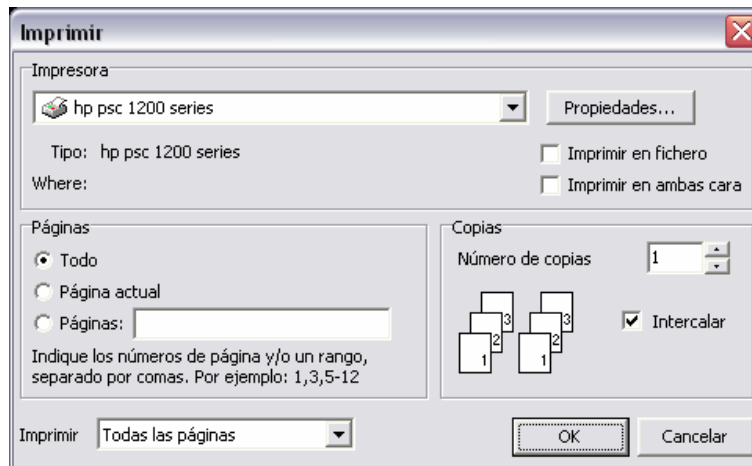 Imprimir
Impresora
hp psc 1200 series
Propiedades...
Tipo: hp psc 1200 series
Imprimir en fichero
Where:
Imprimir en ambas cara
Páginas
Todo
Página actual
Páginas:
Indique los números de página y/o un rango,
separado por comas. Por ejemplo: 1,3,5-12
Copias
Número de copias 1
3 3
2 2
1 1
Intercalar
Imprimir Todas las páginas
OK
Cancelar